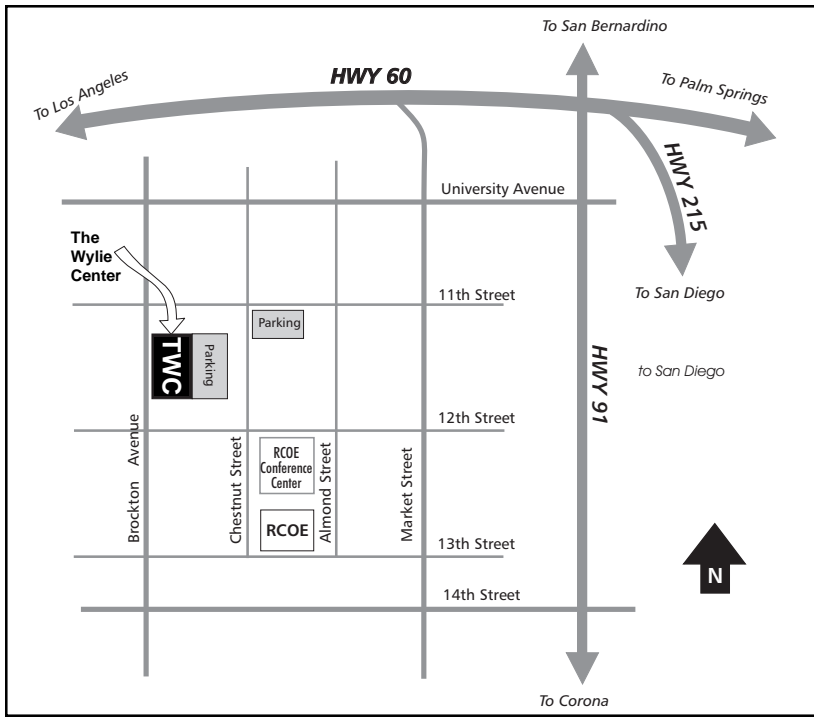 To San Bernardino
HWY 60
To Los Angeles
To Palm Springs
HWY 215
University Avenue
The
Wylie
Center
To San Diego
11th Street
Parking
TWC
Parking
HWY 91
to San Diego
12th Street
Brockton Avenue
Chestnut Street
RCOE
Conference
Center
Almond Street
Market Street
RCOE
13th Street
N
14th Street
To Corona